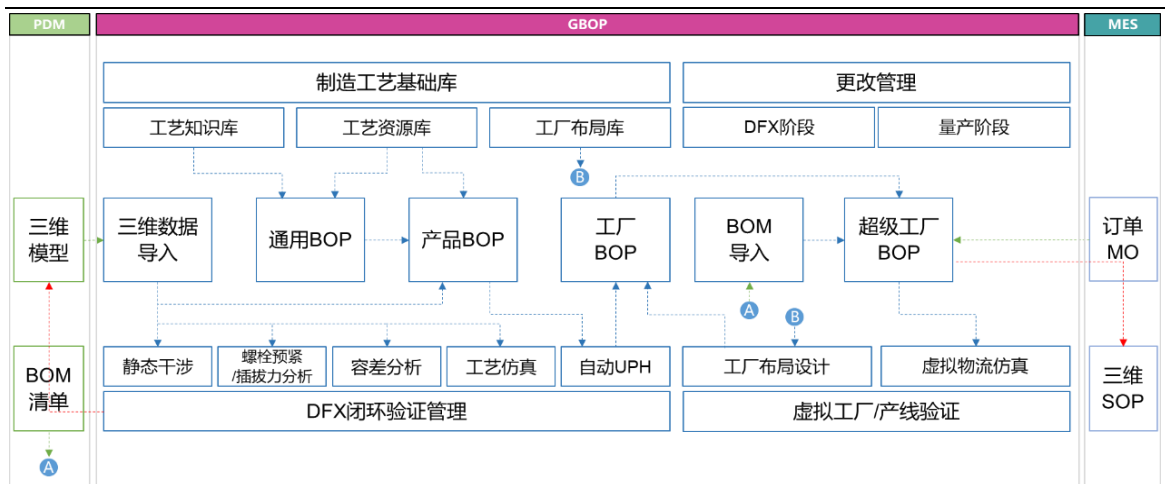 PDM
GBOP
MES
制造工艺基础库
更改管理
工艺知识库
工艺资源库
工厂布局库
DFX阶段
量产阶段
B
三维
模型
三维数据
导入
通用BOP
产品BOP
工厂
BOP
BOM
导入
超级工厂
BOP
订单
MO
A
B
BOM
清单
静态干涉
螺栓预紧
/插拔力分析
容差分析
工艺仿真
自动UPH
工厂布局设计
虚拟物流仿真
三维
SOP
DFX闭环验证管理
虚拟工厂/产线验证
A